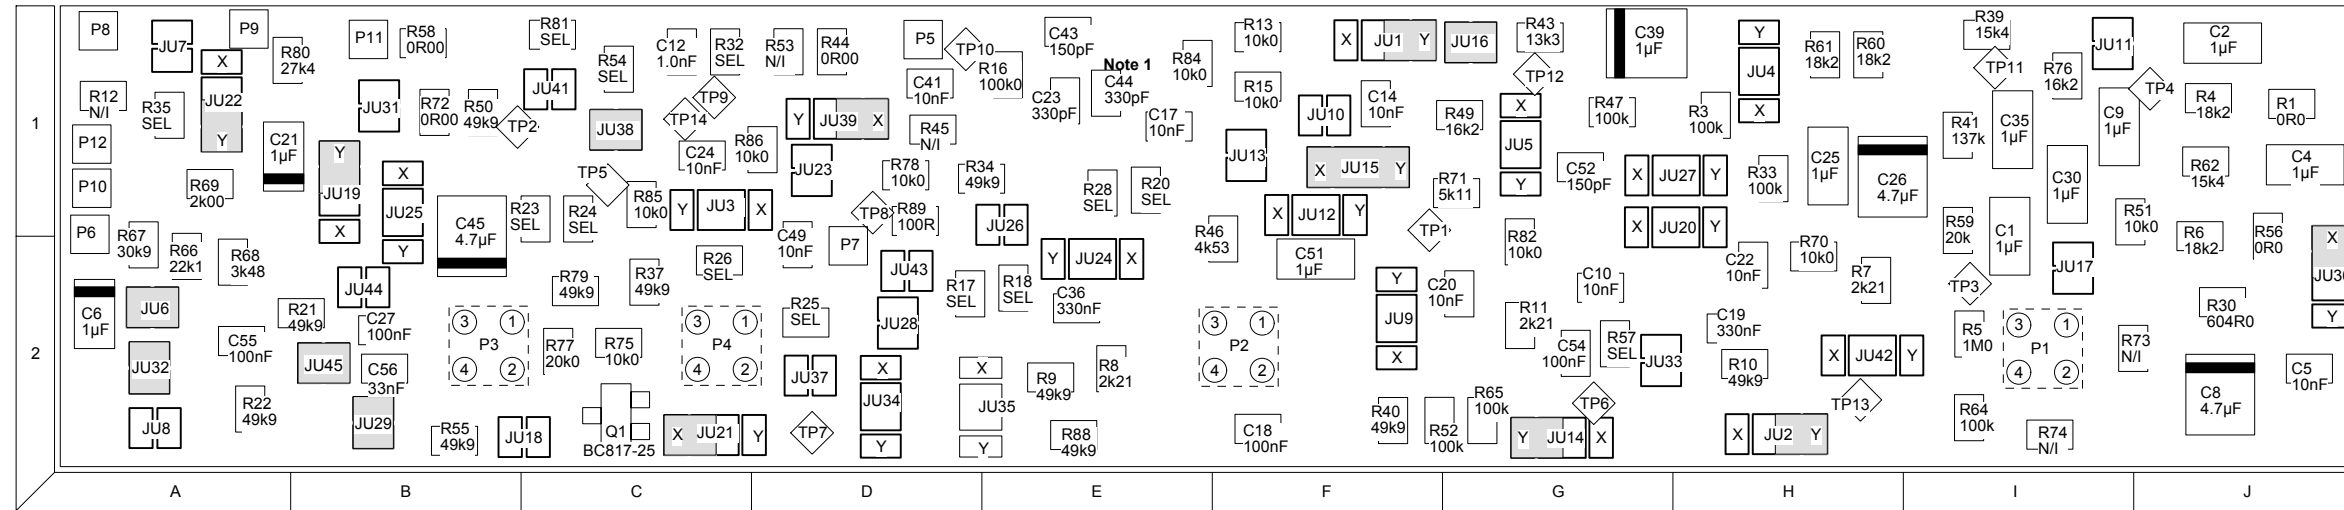 P8
JU7
P9
X
JU22
Y
R80
27k4
P11
R58
0R00
R81
SEL
R54
SEL
C12
1.0nF
R32
SEL
R53
N/I
R44
0R00
P5
TP10
C43
150pF
R16
100k0
Note 1
C44
330pF
C23
330pF
R84
10k0
C17
10nF
R13
10k0
R15
10k0
X
JU1
Y
JU16
R43
13k3
TP12
C39
1µF
Y
JU4
X
R61
18k2
R60
18k2
R39
15k4
TP11
R76
16k2
JU11
TP4
C2
1µF
R4
18k2
R1
0R0
R12
N/I
R35
SEL
P12
P10
P6
C21
1µF
JU31
R72
0R00
R50
49k9
TP2
JU41
JU38
TP9
TP14
C24
10nF
R86
10k0
Y
JU39
X
C41
10nF
R45
N/I
JU23
R78
10k0
R34
49k9
R28
SEL
R20
SEL
JU10
C14
10nF
JU13
X
JU15
Y
R49
16k2
X
JU5
Y
R47
100k
R3
100k
C52
150pF
R71
5k11
X
JU27
Y
R33
100k
C25
1µF
C26
4.7µF
R41
137k
C35
1µF
C9
1µF
C30
1µF
R62
15k4
C4
1µF
1
R69
2k00
Y
JU19
X
X
JU25
Y
C45
4.7µF
R23
SEL
R24
SEL
TP5
R85
10k0
Y
JU3
X
TP8
R89
100R
JU26
R46
4k53
X
JU12
Y
TP1
R82
10k0
X
JU20
Y
R59
20k
C1
1µF
R51
10k0
R6
18k2
R56
0R0
X
JU36
Y
R67
30k9
R66
22k1
R68
3k48
JU44
R79
49k9
R37
49k9
R26
SEL
C49
10nF
P7
JU43
R17
SEL
R18
SEL
Y
JU24
X
C36
330nF
C51
1µF
Y
JU9
X
C20
10nF
C10
10nF
C22
10nF
R70
10k0
R7
2k21
TP3
JU17
R30
604R0
C6
1µF
JU6
R21
49k9
C27
100nF
3
1
P3
4
2
R77
20k0
R75
10k0
3
1
P4
4
2
R25
SEL
JU28
3
1
P2
4
2
R11
2k21
C54
100nF
R57
SEL
JU33
C19
330nF
R10
49k9
X
JU42
Y
R5
1M0
3
1
P1
4
2
R73
N/I
C8
4.7µF
C5
10nF
2
JU32
C55
100nF
JU45
C56
33nF
JU37
X
JU34
Y
X
JU35
Y
R9
49k9
R8
2k21
TP13
JU8
R22
49k9
JU29
R55
49k9
JU18
Q1
BC817-25
X
JU21
Y
TP7
R88
49k9
C18
100nF
R40
49k9
R52
100k
R65
100k
TP6
Y
JU14
X
X
JU2
Y
R64
100k
R74
N/I
A
B
C
D
E
F
G
H
I
J